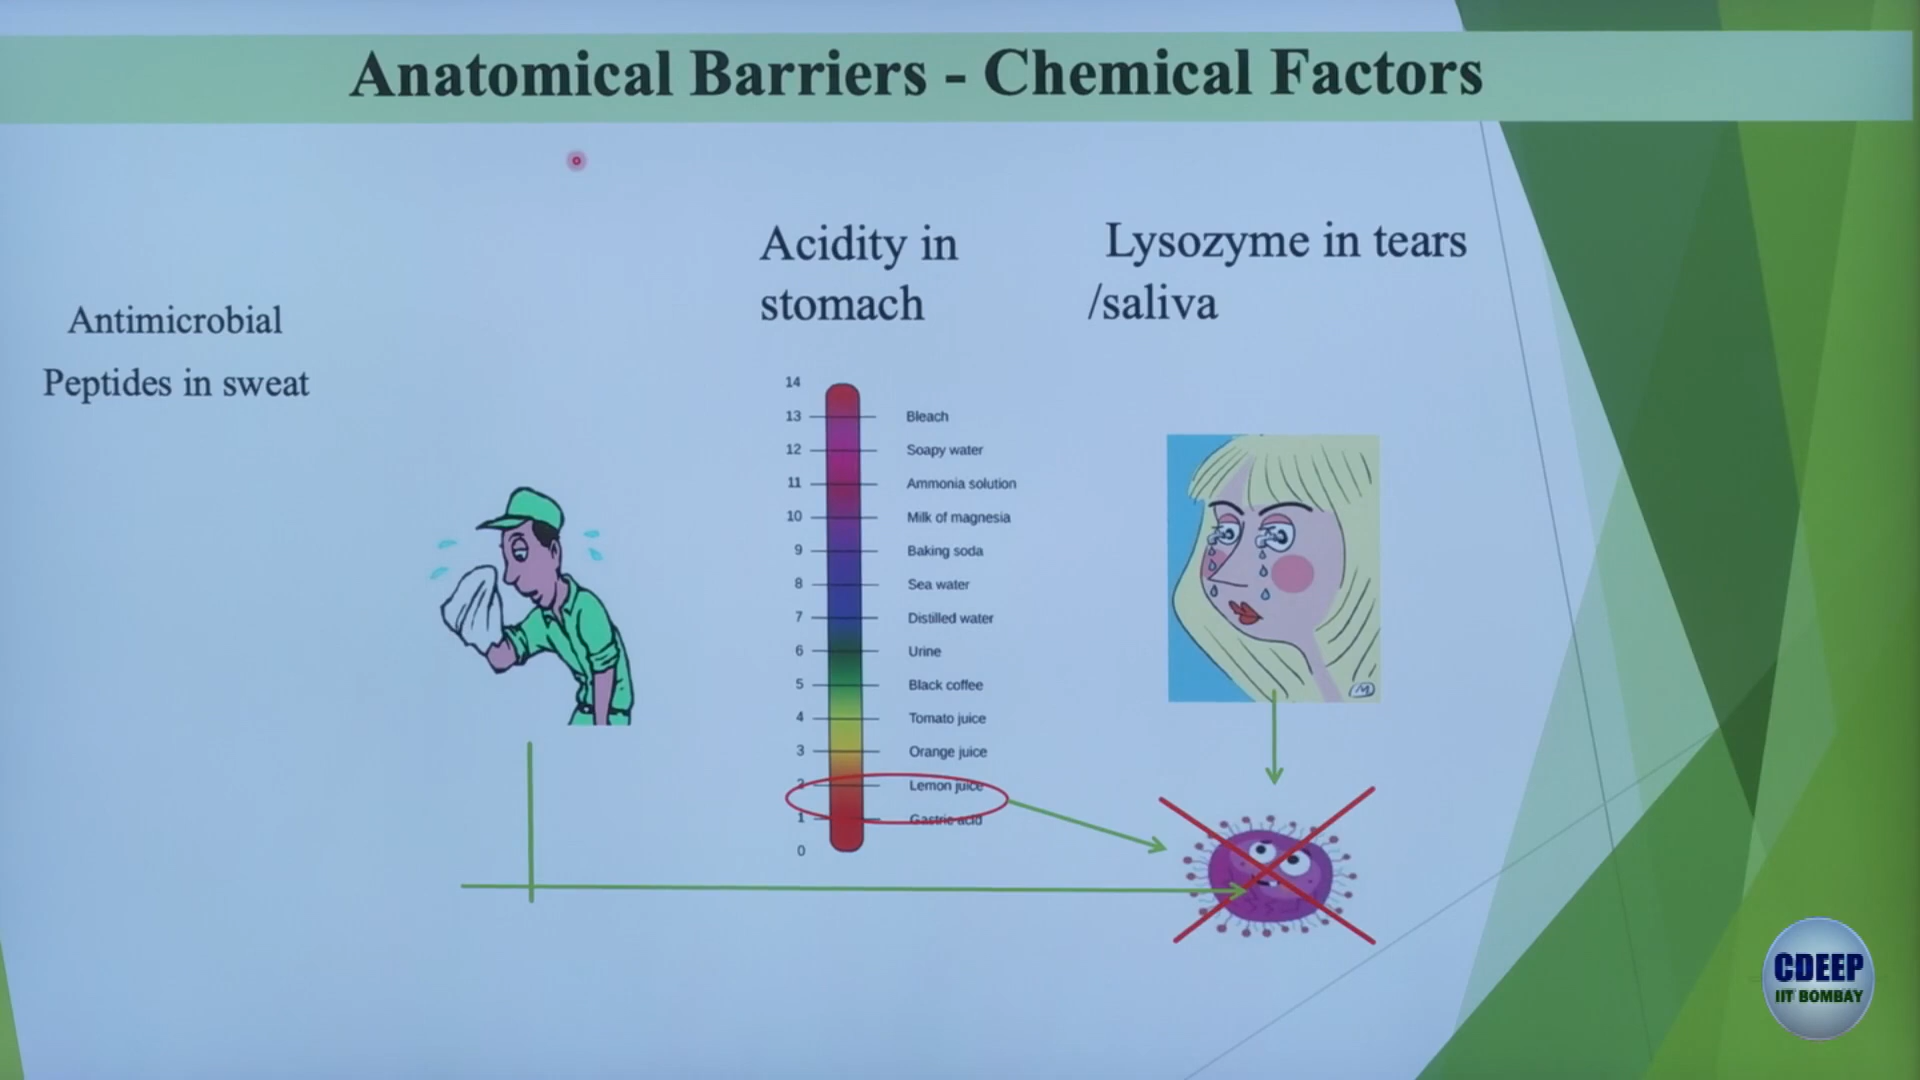 Anatomical Barriers - Chemical Factors
Antimicrobial
Peptides in sweat
Acidity in
stomach
Lysozyme in tears
/saliva
14
13 Bleach
12 Soapy water
11 Ammonia solution
10 Milk of magnesia
9 Baking soda
8 Sea water
7 Distilled water
6 Urine
5 Black coffee
4 Tomato juice
3 Orange juice
2 Lemon juice
1 Gastric acid
0
CDEEP
IIT BOMBAY